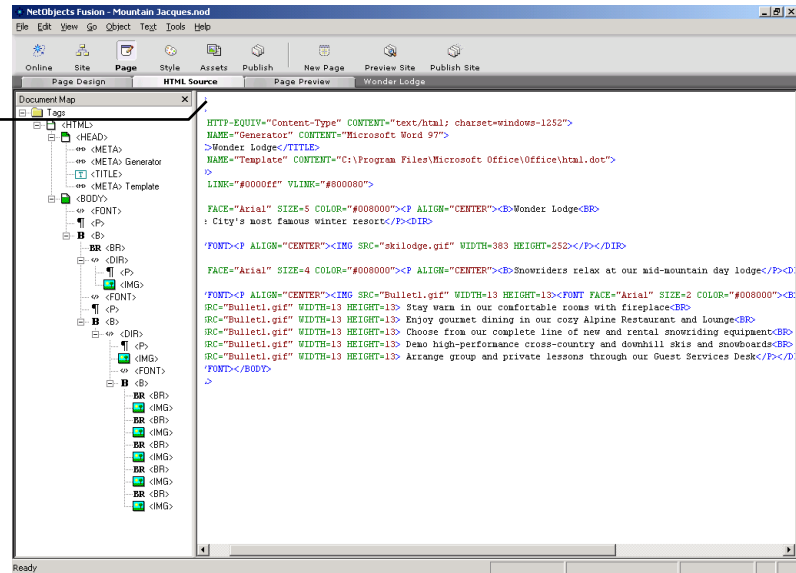 NetObjects Fusion - Mountain Jacques.nod
File Edit View Go Object Text Tools Help
Online Site Page Style Assets Publish New Page Preview Site Publish Site
Page Design HTML Source Page Preview Wonder Lodge
Document Map
Tags
<HTML>
<HEAD>
<META>
<META> Generator
<TITLE>
<META> Template
<BODY>
<FONT>
<P>
B <B>
BR <BR>
<DIR>
<P>
<IMG>
<FONT>
<P>
B <B>
<DIR>
<P>
<IMG>
<FONT>
B <B>
BR <BR>
<IMG>
BR <BR>
<IMG>
BR <BR>
<IMG>
BR <BR>
<IMG>
BR <BR>
<IMG>
HTTP-EQUIV="Content-Type" CONTENT="text/html; charset=windows-1252">
NAME="Generator" CONTENT="Microsoft Word 97">
>Wonder Lodge</TITLE>
NAME="Template" CONTENT="C:\Program Files\Microsoft Office\Office\html.dot">
>
LINK="#0000ff" VLINK="#800080">
FACE="Arial" SIZE=5 COLOR="#008000"><P ALIGN="CENTER"><B>Wonder Lodge<BR>
e City's most famous winter resort</P><DIR>
/FONT><P ALIGN="CENTER"><IMG SRC="skilodge.gif" WIDTH=383 HEIGHT=252></P></DIR>
FACE="Arial" SIZE=4 COLOR="#008000"><P ALIGN="CENTER"><B>Snowriders relax at our mid-mountain day lodge</P><D
/FONT><P ALIGN="CENTER"><IMG SRC="Bullet1.gif" WIDTH=13 HEIGHT=13><FONT FACE="Arial" SIZE=2 COLOR="#008000"><B
RC="Bullet1.gif" WIDTH=13 HEIGHT=13> Stay warm in our comfortable rooms with fireplace<BR>
RC="Bullet1.gif" WIDTH=13 HEIGHT=13> Enjoy gourmet dining in our cozy Alpine Restaurant and Lounge<BR>
RC="Bullet1.gif" WIDTH=13 HEIGHT=13> Choose from our complete line of new and rental snowriding equipment<BR>
RC="Bullet1.gif" WIDTH=13 HEIGHT=13> Demo high-performance cross-country and downhill skis and snowboards<BR>
RC="Bullet1.gif" WIDTH=13 HEIGHT=13> Arrange group and private lessons through our Guest Services Desk</P></D
/FONT></BODY>
>
Ready